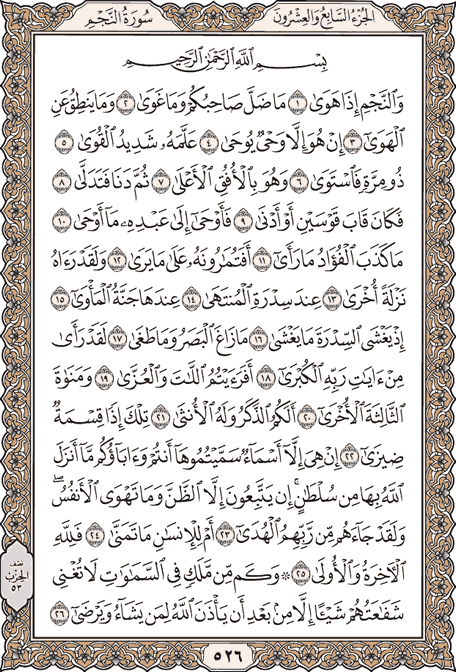 الجزء السابع والعشرون
سورة النجم
بِسْمِ ٱللَّهِ ٱلرَّحْمَٰنِ ٱلرَّحِيمِ
وَٱلنَّجْمِ إِذَا هَوَىٰ ١ مَا ضَلَّ صَاحِبُكُمْ وَمَا غَوَىٰ ٢ وَمَا يَنطِقُ عَنِ
ٱلْهَوَىٰٓ ٣ إِنْ هُوَ إِلَّا وَحْىٌ يُوحَىٰ ٤ عَلَّمَهُۥ شَدِيدُ ٱلْقُوَىٰ ٥
ذُو مِرَّةٍ فَٱسْتَوَىٰ ٦ وَهُوَ بِٱلْأُفُقِ ٱلْأَعْلَىٰ ٧ ثُمَّ دَنَا فَتَدَلَّىٰ ٨
فَكَانَ قَابَ قَوْسَيْنِ أَوْ أَدْنَىٰ ٩ فَأَوْحَىٰٓ إِلَىٰ عَبْدِهِۦ مَآ أَوْحَىٰ ١٠
مَا كَذَبَ ٱلْفُؤَادُ مَا رَأَىٰٓ ١١ أَفَتُمَٰرُونَهُۥ عَلَىٰ مَا يَرَىٰ ١٢ وَلَقَدْ رَءَاهُ
نَزْلَةً أُخْرَىٰ ١٣ عِندَ سِدْرَةِ ٱلْمُنتَهَىٰ ١٤ عِندَهَا جَنَّةُ ٱلْمَأْوَىٰٓ ١٥
إِذْ يَغْشَى ٱلسِّدْرَةَ مَا يَغْشَىٰ ١٦ مَا زَاغَ ٱلْبَصَرُ وَمَا طَغَىٰ ١٧ لَقَدْ رَأَىٰ
مِنْ ءَايَٰتِ رَبِّهِ ٱلْكُبْرَىٰٓ ١٨ أَفَرَءَيْتُمُ ٱللَّٰتَ وَٱلْعُزَّىٰ ١٩ وَمَنَوٰةَ
ٱلثَّالِثَةَ ٱلْأُخْرَىٰٓ ٢٠ أَلَكُمُ ٱلذَّكَرُ وَلَهُ ٱلْأُنثَىٰ ٢١ تِلْكَ إِذًا قِسْمَةٌ
ضِيزَىٰٓ ٢٢ إِنْ هِىَ إِلَّآ أَسْمَآءٌ سَمَّيْتُمُوهَآ أَنتُمْ وَءَابَآؤُكُم مَّآ أَنزَلَ
ٱللَّهُ بِهَا مِن سُلْطَٰنٍ ۚ إِن يَتَّبِعُونَ إِلَّا ٱلظَّنَّ وَمَا تَهْوَى ٱلْأَنفُسُ ۖ
وَلَقَدْ جَآءَهُم مِّن رَّبِّهِمُ ٱلْهُدَىٰٓ ٢٣ أَمْ لِلْإِنسَٰنِ مَا تَمَنَّىٰ ٢٤ فَلِلَّهِ
ٱلْءَاخِرَةُ وَٱلْأُولَىٰ ٢٥ ۞ وَكَم مِّن مَّلَكٍ فِى ٱلسَّمَٰوَٰتِ لَا تُغْنِى
شَفَٰعَتُهُمْ شَيْـًٔا إِلَّا مِنۢ بَعْدِ أَن يَأْذَنَ ٱللَّهُ لِمَن يَشَآءُ وَيَرْضَىٰٓ ٢٦
نصف
الحزب
٥٣
٥٢٦